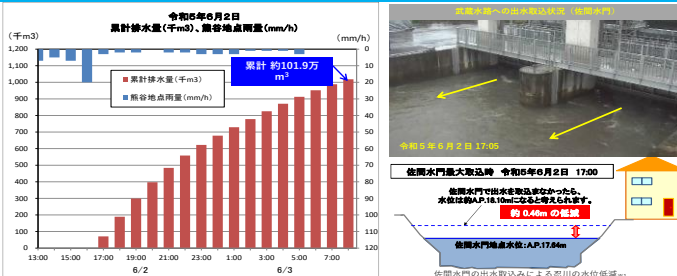 令和5年6月2日
累計排水量(千m3)、熊谷地点雨量(mm/h)
(千m3)
(mm/h)
1,200
1,100
1,000
900
800
700
600
500
400
300
200
100
0
0
10
20
30
40
50
60
70
80
90
100
110
120
累計 約101.9万
m³
累計排水量(千m3)
熊谷地点雨量(mm/h)
13:00
15:00
17:00
19:00
21:00
23:00
1:00
3:00
5:00
7:00
6/2
6/3
武蔵水路への出水取込状況(佐間水門)
令和5年6月2日 17:05
佐間水門最大取込時 令和5年6月2日 17:00
佐間水門で出水を取込まなかったら、
水位は約A.P.18.10mになると考えられます。
約 0.46m の低減
佐間水門地点水位:A.P.17.64m
佐間水門の出水取込みによる忍川の水位低減